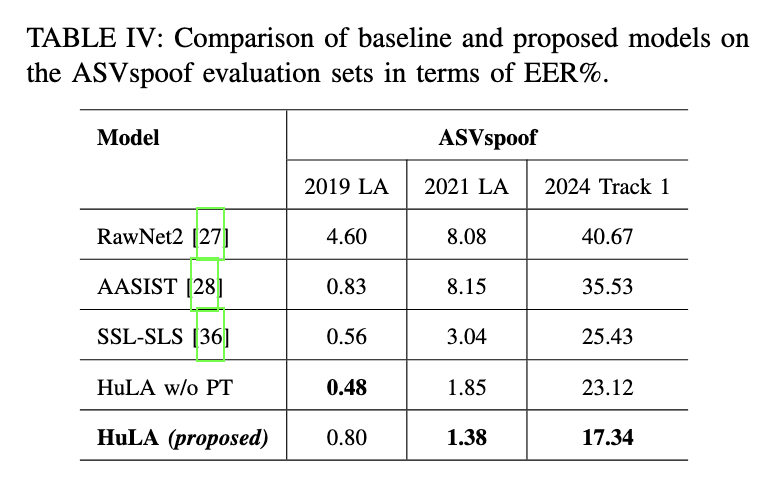 TABLE IV: Comparison of baseline and proposed models on
the ASVspoof evaluation sets in terms of EER%.
Model ASVspoof
2019 LA 2021 LA 2024 Track 1
RawNet2 [27] 4.60 8.08 40.67
AASIST [28] 0.83 8.15 35.53
SSL-SLS [36] 0.56 3.04 25.43
HuLA w/o PT 0.48 1.85 23.12
HuLA (proposed) 0.80 1.38 17.34